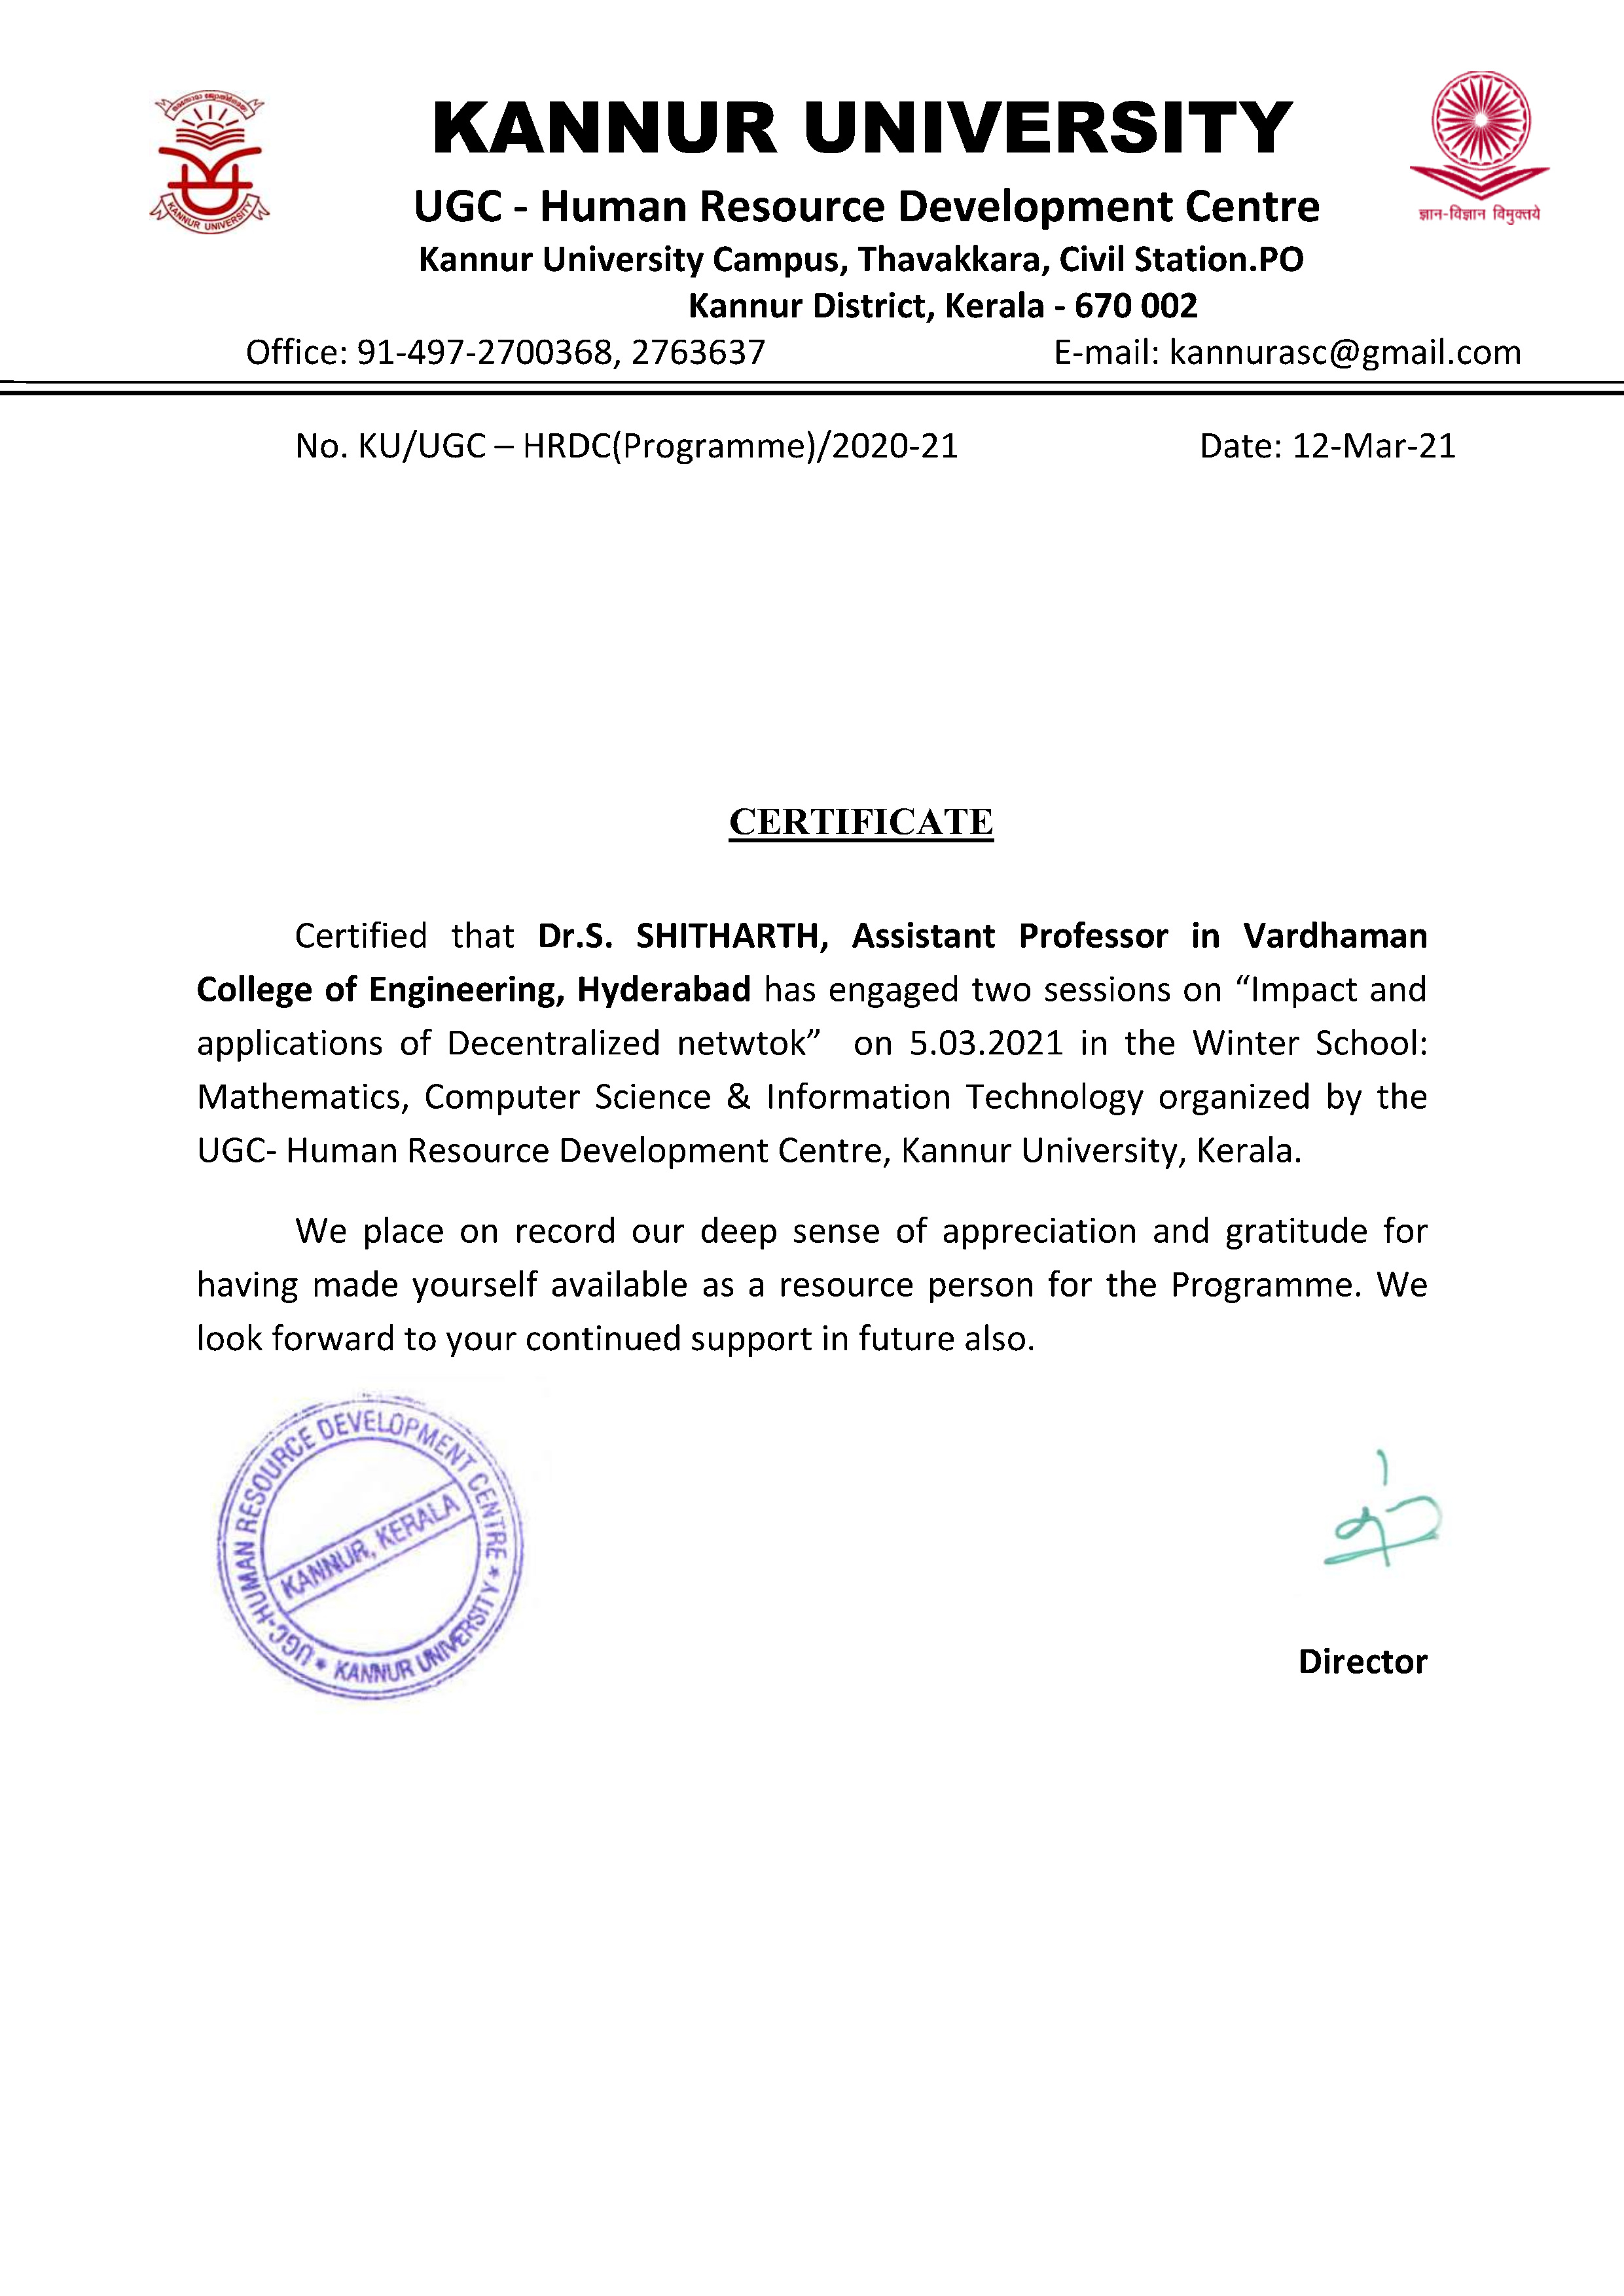 KANNUR UNIVERSITY
UGC - Human Resource Development Centre
Kannur University Campus, Thavakkara, Civil Station.PO
Kannur District, Kerala - 670 002
Office: 91-497-2700368, 2763637 E-mail: kannurasc@gmail.com
KANNUR UNIVERSITY
ज्ञान-विज्ञान विमुक्तये
No. KU/UGC – HRDC(Programme)/2020-21 Date: 12-Mar-21
CERTIFICATE
Certified that Dr.S. SHITHARTH, Assistant Professor in Vardhaman
College of Engineering, Hyderabad has engaged two sessions on “Impact and
applications of Decentralized netwtok” on 5.03.2021 in the Winter School:
Mathematics, Computer Science & Information Technology organized by the
UGC- Human Resource Development Centre, Kannur University, Kerala.
We place on record our deep sense of appreciation and gratitude for
having made yourself available as a resource person for the Programme. We
look forward to your continued support in future also.
UGC-HUMAN RESOURCE DEVELOPMENT CENTRE * KANNUR UNIVERSITY *
KANNUR, KERALA
Director